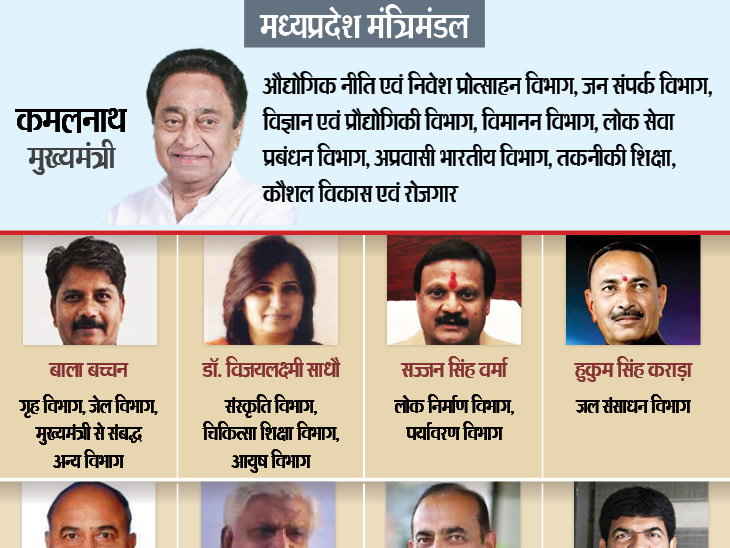 मध्यप्रदेश मंत्रिमंडल
कमलनाथ
मुख्यमंत्री
औद्योगिक नीति एवं निवेश प्रोत्साहन विभाग, जन संपर्क विभाग,
विज्ञान एवं प्रौद्योगिकी विभाग, विमानन विभाग, लोक सेवा
प्रबंधन विभाग, अप्रवासी भारतीय विभाग, तकनीकी शिक्षा,
कौशल विकास एवं रोजगार
बाला बच्चन
गृह विभाग, जेल विभाग,
मुख्यमंत्री से संबद्ध
अन्य विभाग
डॉ. विजयलक्ष्मी साधौ
संस्कृति विभाग,
चिकित्सा शिक्षा विभाग,
आयुष विभाग
सज्जन सिंह वर्मा
लोक निर्माण विभाग,
पर्यावरण विभाग
हुकुम सिंह कराड़ा
जल संसाधन विभाग